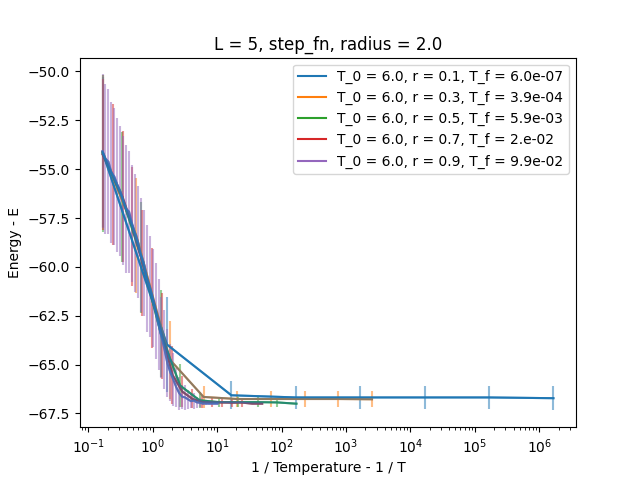 L = 5, step_fn, radius = 2.0
Energy - E
−50.0
−52.5
−55.0
−57.5
−60.0
−62.5
−65.0
−67.5
T_0 = 6.0, r = 0.1, T_f = 6.0e-07
T_0 = 6.0, r = 0.3, T_f = 3.9e-04
T_0 = 6.0, r = 0.5, T_f = 5.9e-03
T_0 = 6.0, r = 0.7, T_f = 2.e-02
T_0 = 6.0, r = 0.9, T_f = 9.9e-02
10⁻¹ 10⁰ 10¹ 10² 10³ 10⁴ 10⁵ 10⁶
1 / Temperature - 1 / T